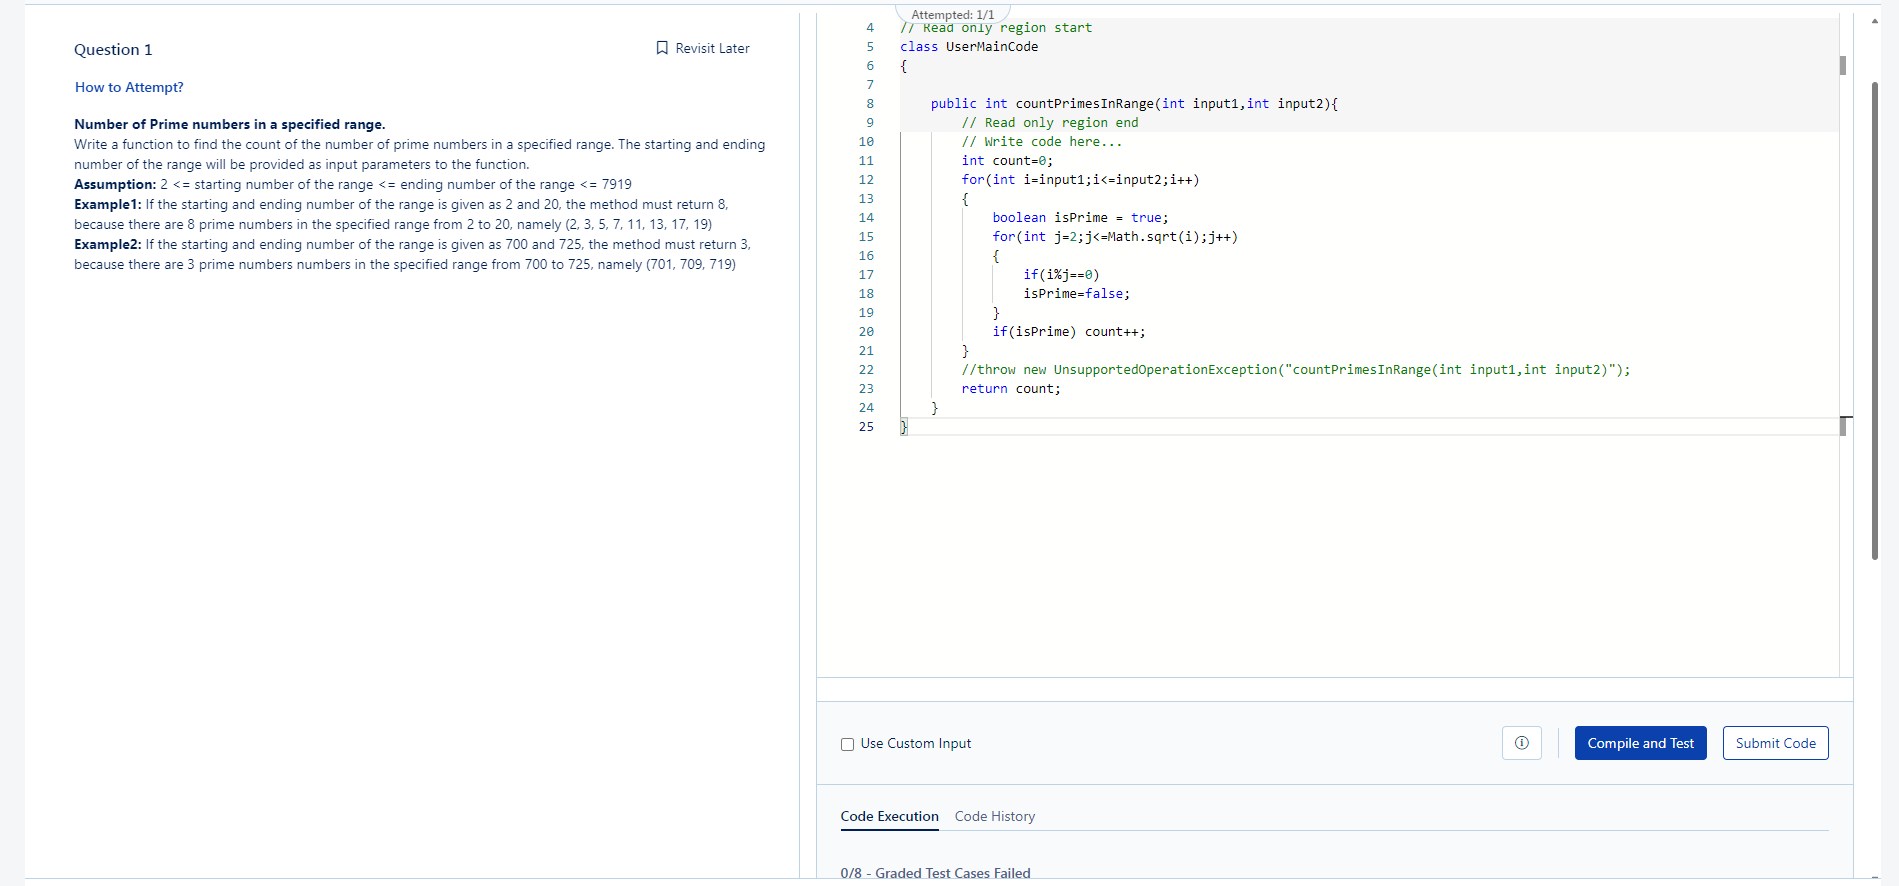 Attempted: 1/1
Question 1
Revisit Later
How to Attempt?
Number of Prime numbers in a specified range.
Write a function to find the count of the number of prime numbers in a specified range. The starting and ending
number of the range will be provided as input parameters to the function.
Assumption: 2 <= starting number of the range <= ending number of the range <= 7919
Example1: If the starting and ending number of the range is given as 2 and 20, the method must return 8,
because there are 8 prime numbers in the specified range from 2 to 20, namely (2, 3, 5, 7, 11, 13, 17, 19)
Example2: If the starting and ending number of the range is given as 700 and 725, the method must return 3,
because there are 3 prime numbers numbers in the specified range from 700 to 725, namely (701, 709, 719)
4 // Read only region start
5 class UserMainCode
6 {
7
8 public int countPrimesInRange(int input1,int input2){
9 // Read only region end
10 // Write code here...
11 int count=0;
12 for(int i=input1;i<=input2;i++)
13 {
14 boolean isPrime = true;
15 for(int j=2;j<=Math.sqrt(i);j++)
16 {
17 if(i%j==0)
18 isPrime=false;
19 }
20 if(isPrime) count++;
21 }
22 //throw new UnsupportedOperationException("countPrimesInRange(int input1,int input2)");
23 return count;
24 }
25 }
Use Custom Input
Compile and Test
Submit Code
Code Execution
Code History
0/8 - Graded Test Cases Failed